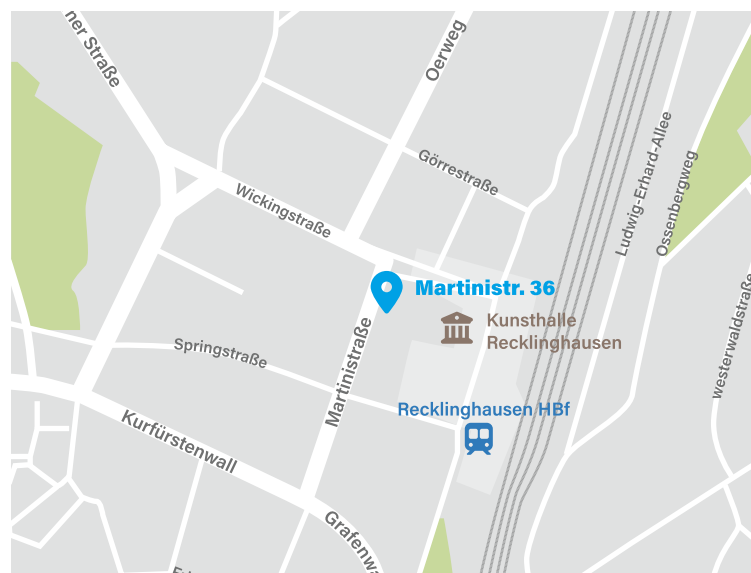 ner Straße
Oerweg
Görrestraße
Wickingstraße
Ludwig-Erhard-Allee
Ossenbergweg
Martinistr. 36
Kunsthalle
Recklinghausen
westerwaldstraße
Martinistraße
Springstraße
Recklinghausen HBf
Kurfürstenwall
Grafenwa